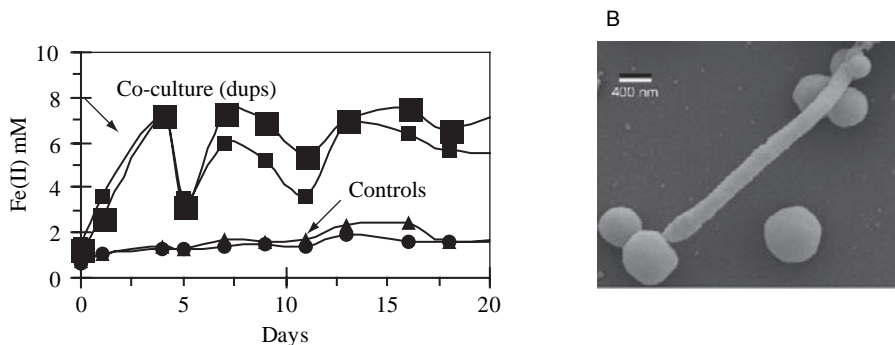 B
10
8
6
4
2
0
Fe(II) mM
Co-culture (dups)
Controls
0 5 10 15 20
Days
400 nm